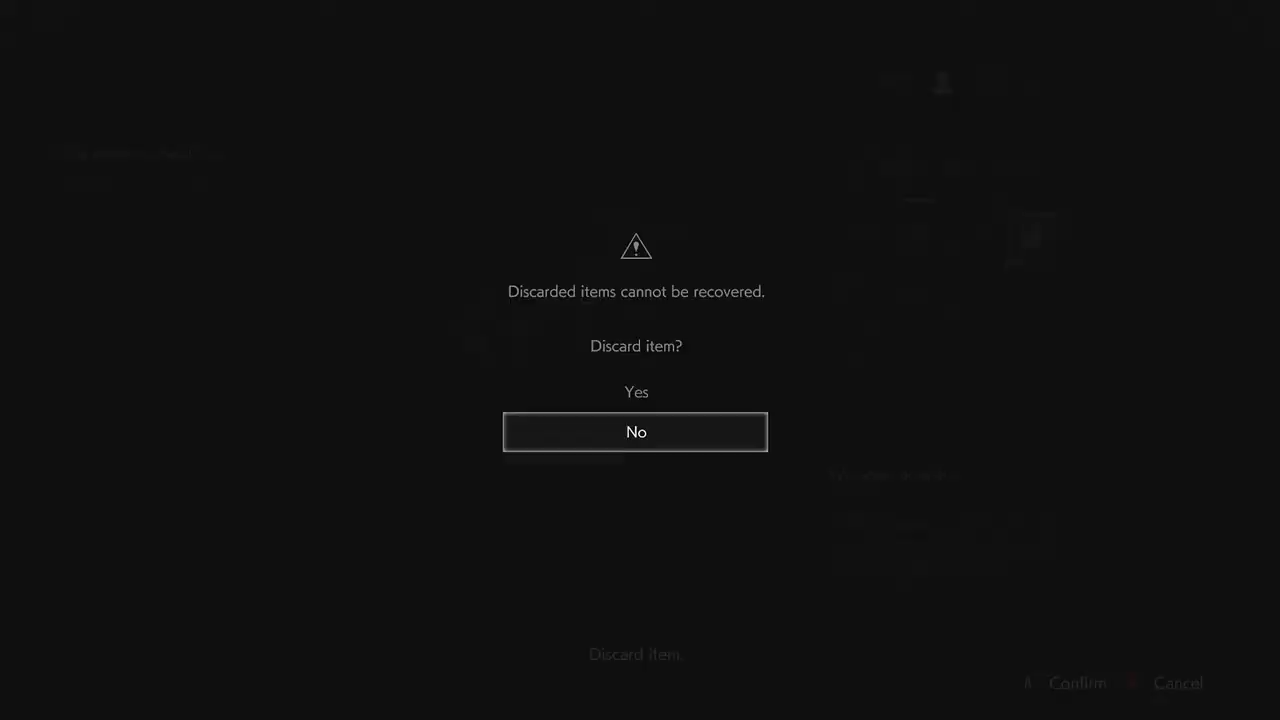 Discarded items cannot be recovered.
Discard item?
Yes
No
Discard item.
A Confirm Cancel